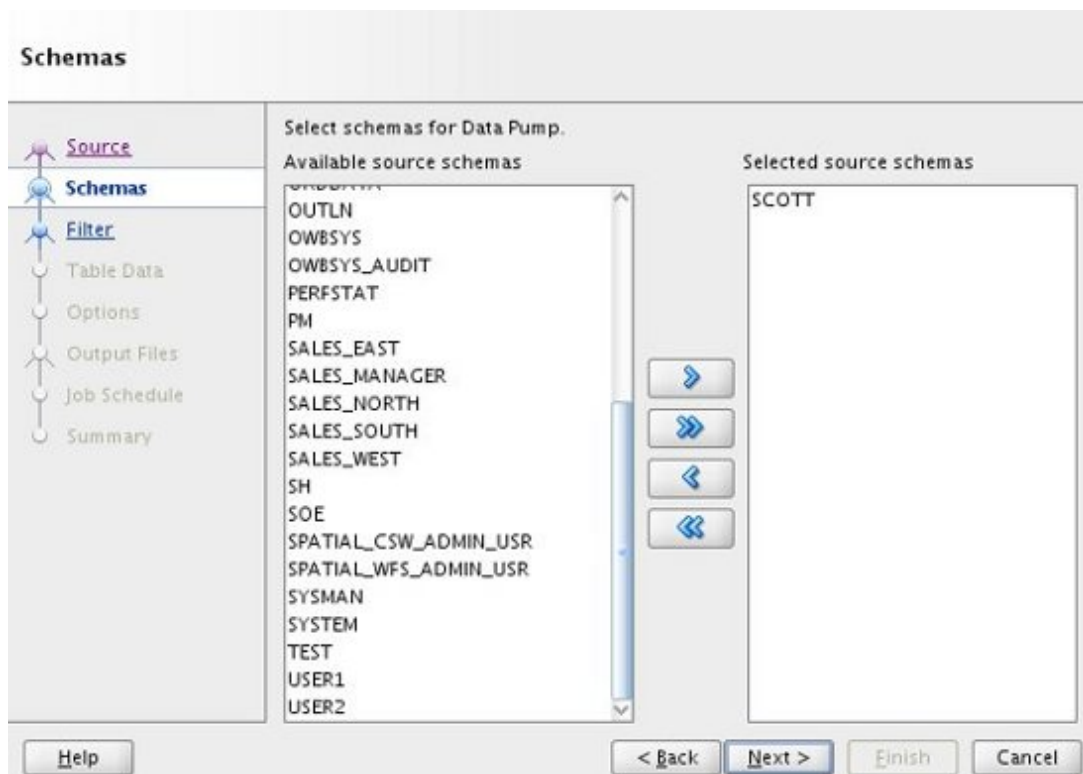 Schemas
Source
Schemas
Filter
Table Data
Options
Output Files
Job Schedule
Summary
Select schemas for Data Pump.
Available source schemas
OUTLN
OWBSYS
OWBSYS_AUDIT
PERFSTAT
PM
SALES_EAST
SALES_MANAGER
SALES_NORTH
SALES_SOUTH
SALES_WEST
SH
SOE
SPATIAL_CSW_ADMIN_USR
SPATIAL_WFS_ADMIN_USR
SYSMAN
SYSTEM
TEST
USER1
USER2
Selected source schemas
SCOTT
Help
< Back
Next >
Finish
Cancel